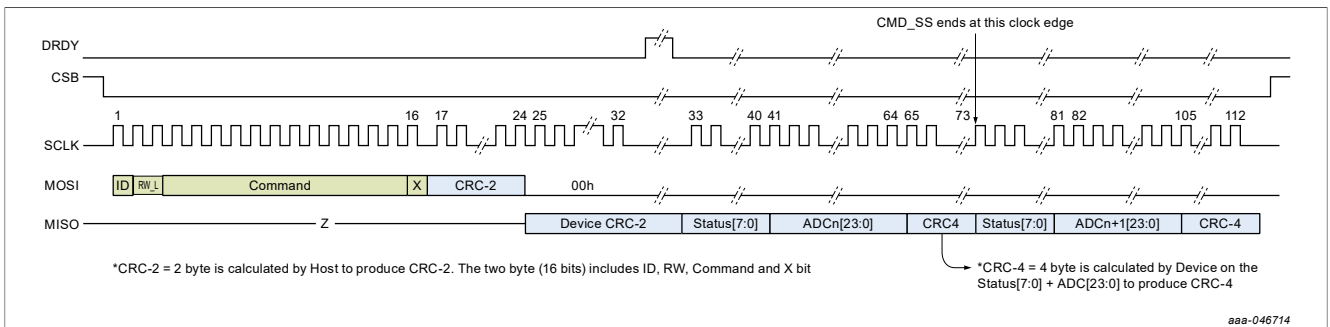 CMD_SS ends at this clock edge
DRDY
CSB
1 16 17 24 25 32 33 40 41 64 65 73 81 82 105 112
SCLK
MOSI ID RW_L Command X CRC-2 00h
MISO Z Device CRC-2 Status[7:0] ADCn[23:0] CRC4 Status[7:0] ADCn+1[23:0] CRC-4
*CRC-2 = 2 byte is calculated by Host to produce CRC-2. The two byte (16 bits) includes ID, RW, Command and X bit
*CRC-4 = 4 byte is calculated by Device on the
Status[7:0] + ADC[23:0] to produce CRC-4
aaa-046714